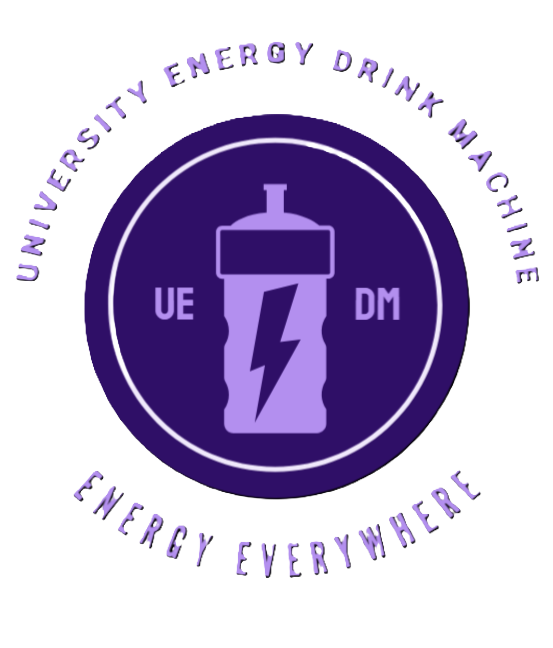 UNIVERSITY ENERGY DRINK MACHINE
UE DM
ENERGY EVERYWHERE